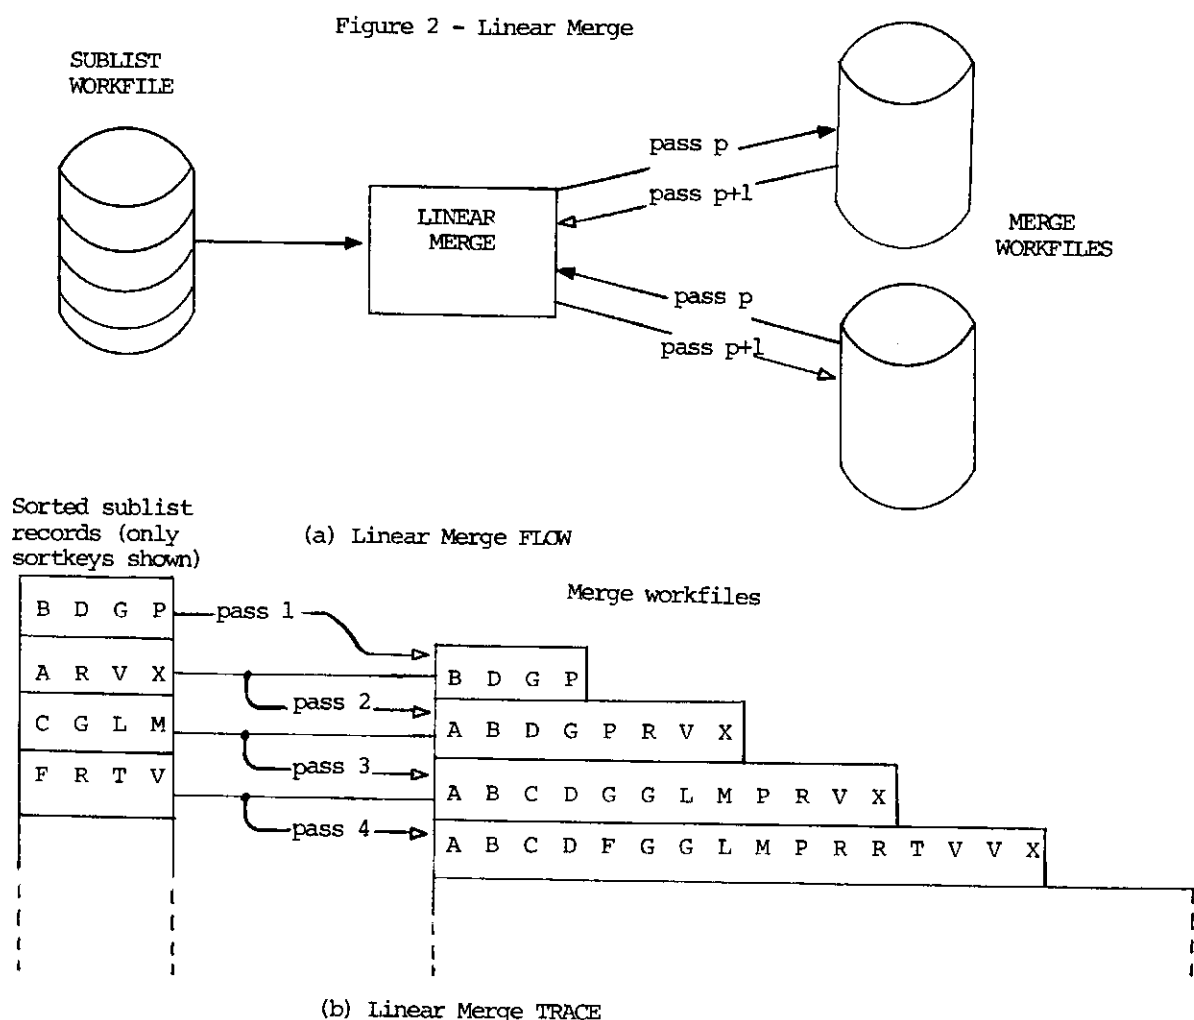 Figure 2 - Linear Merge
SUBLIST
WORKFILE
pass p
pass p+1
LINEAR
MERGE
MERGE
WORKFILES
pass p
pass p+1
Sorted sublist
records (only
sortkeys shown)
(a) Linear Merge FLOW
Merge workfiles
B D G P
pass 1
A R V X
B D G P
pass 2
C G L M
A B D G P R V X
pass 3
F R T V
A B C D G G L M P R V X
pass 4
A B C D F G G L M P R R T V V X
(b) Linear Merge TRACE